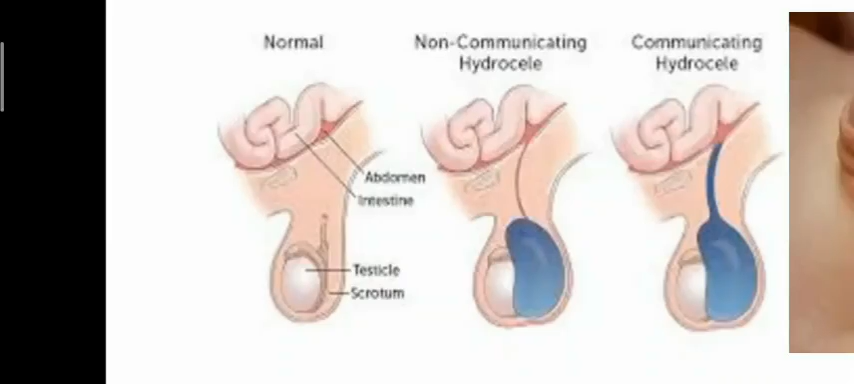 Normal
Non-Communicating
Hydrocele
Communicating
Hydrocele
Abdomen
Intestine
Testicle
Scrotum